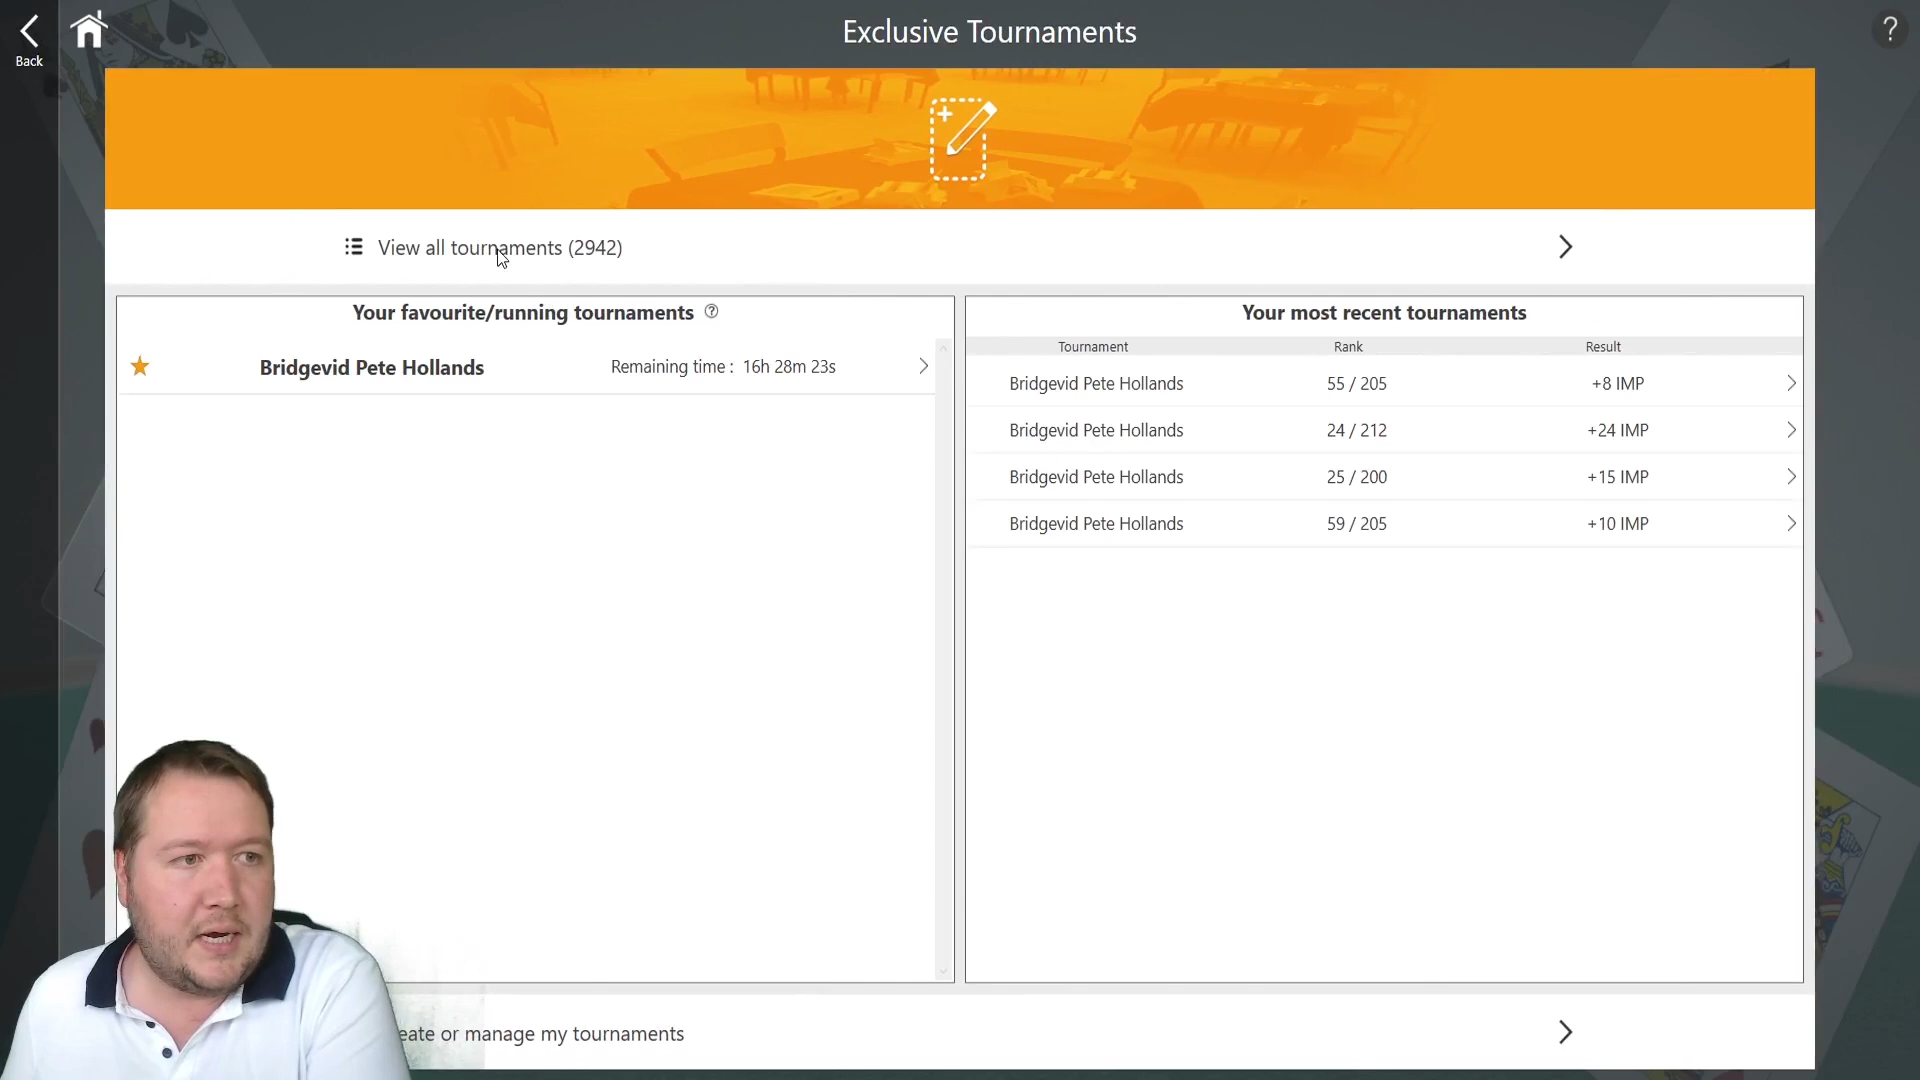 Exclusive Tournaments
?
Back
View all tournaments (2942)
Your favourite/running tournaments ?
Bridgevid Pete Hollands Remaining time : 16h 28m 23s
Your most recent tournaments
Tournament Rank Result
Bridgevid Pete Hollands 55 / 205 +8 IMP
Bridgevid Pete Hollands 24 / 212 +24 IMP
Bridgevid Pete Hollands 25 / 200 +15 IMP
Bridgevid Pete Hollands 59 / 205 +10 IMP
eate or manage my tournaments